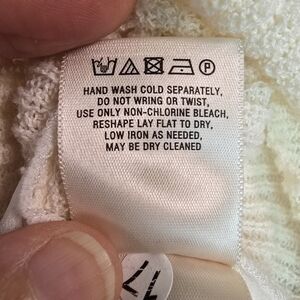 P
HAND WASH COLD SEPARATELY,
DO NOT WRING OR TWIST,
USE ONLY NON-CHLORINE BLEACH,
RESHAPE LAY FLAT TO DRY,
LOW IRON AS NEEDED,
MAY BE DRY CLEANED